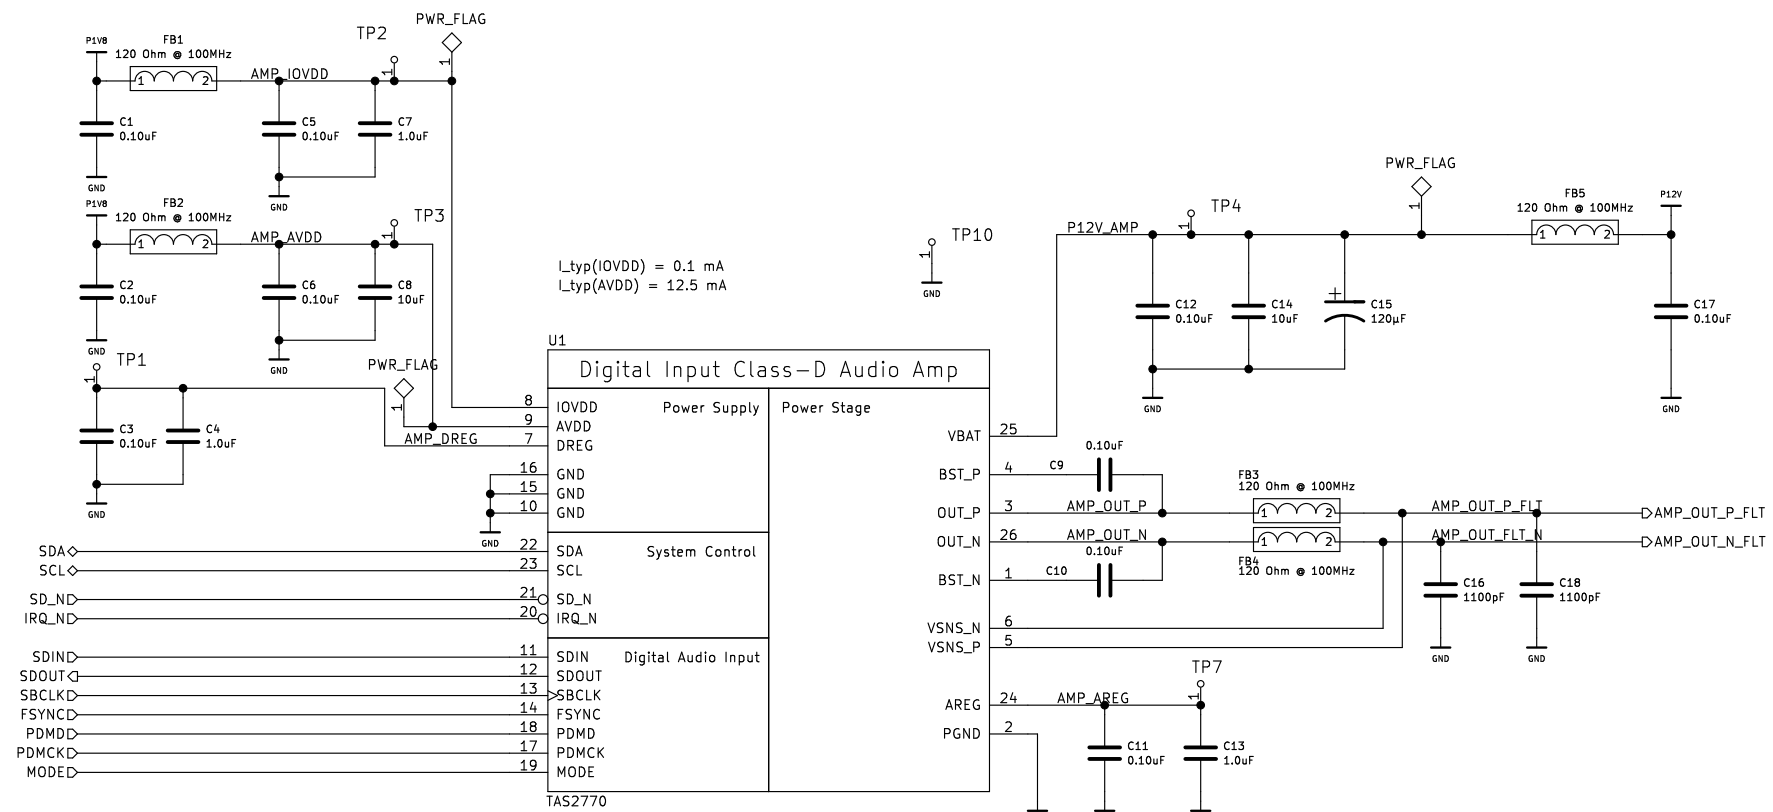 PWR_FLAG
1
TP2
1
P1V8
FB1
120 Ohm @ 100MHz
1 2
AMP_IOVDD
C1
0.10uF
C5
0.10uF
C7
1.0uF
GND
GND
P1V8
FB2
120 Ohm @ 100MHz
1 2
AMP_AVDD
TP3
1
C2
0.10uF
C6
0.10uF
C8
10uF
GND
GND
TP1
1
PWR_FLAG
1
C3
0.10uF
C4
1.0uF
AMP_DREG
GND
I_typ(IOVDD) = 0.1 mA
I_typ(AVDD) = 12.5 mA
TP10
1
GND
PWR_FLAG
1
TP4
1
P12V_AMP
FB5
120 Ohm @ 100MHz
1 2
P12V
C12
0.10uF
C14
10uF
+
C15
120µF
C17
0.10uF
GND
GND
U1
Digital Input Class-D Audio Amp
Power Supply
Power Stage
8 IOVDD
9 AVDD
7 DREG
16 GND
15 GND
10 GND
GND
System Control
SDA 22 SDA
SCL 23 SCL
SD_N 21 SD_N
IRQ_N 20 IRQ_N
Digital Audio Input
SDIN 11 SDIN
SDOUT 12 SDOUT
SBCLK 13 SBCLK
FSYNC 14 FSYNC
PDMD 18 PDMD
PDMCK 17 PDMCK
MODE 19 MODE
TAS2770
VBAT 25
BST_P 4
C9
0.10uF
OUT_P 3
AMP_OUT_P
FB3
120 Ohm @ 100MHz
1 2
AMP_OUT_P_FLT
AMP_OUT_P_FLT
OUT_N 26
AMP_OUT_N
1 2
FB4
120 Ohm @ 100MHz
AMP_OUT_FLT_N
AMP_OUT_N_FLT
0.10uF
BST_N 1
C10
C16
1100pF
C18
1100pF
VSNS_N 6
VSNS_P 5
GND
GND
TP7
1
AREG 24
AMP_AREG
PGND 2
C11
0.10uF
C13
1.0uF